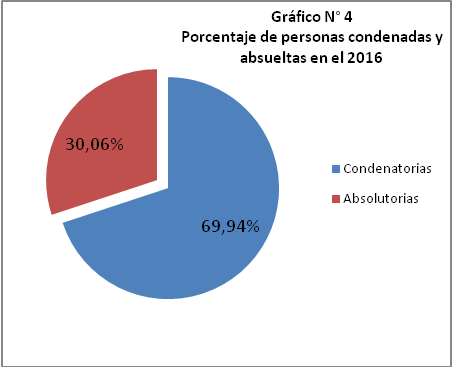 Gráfico N° 4
Porcentaje de personas condenadas y
absueltas en el 2016
30,06%
69,94%
Condenatorias
Absolutorias